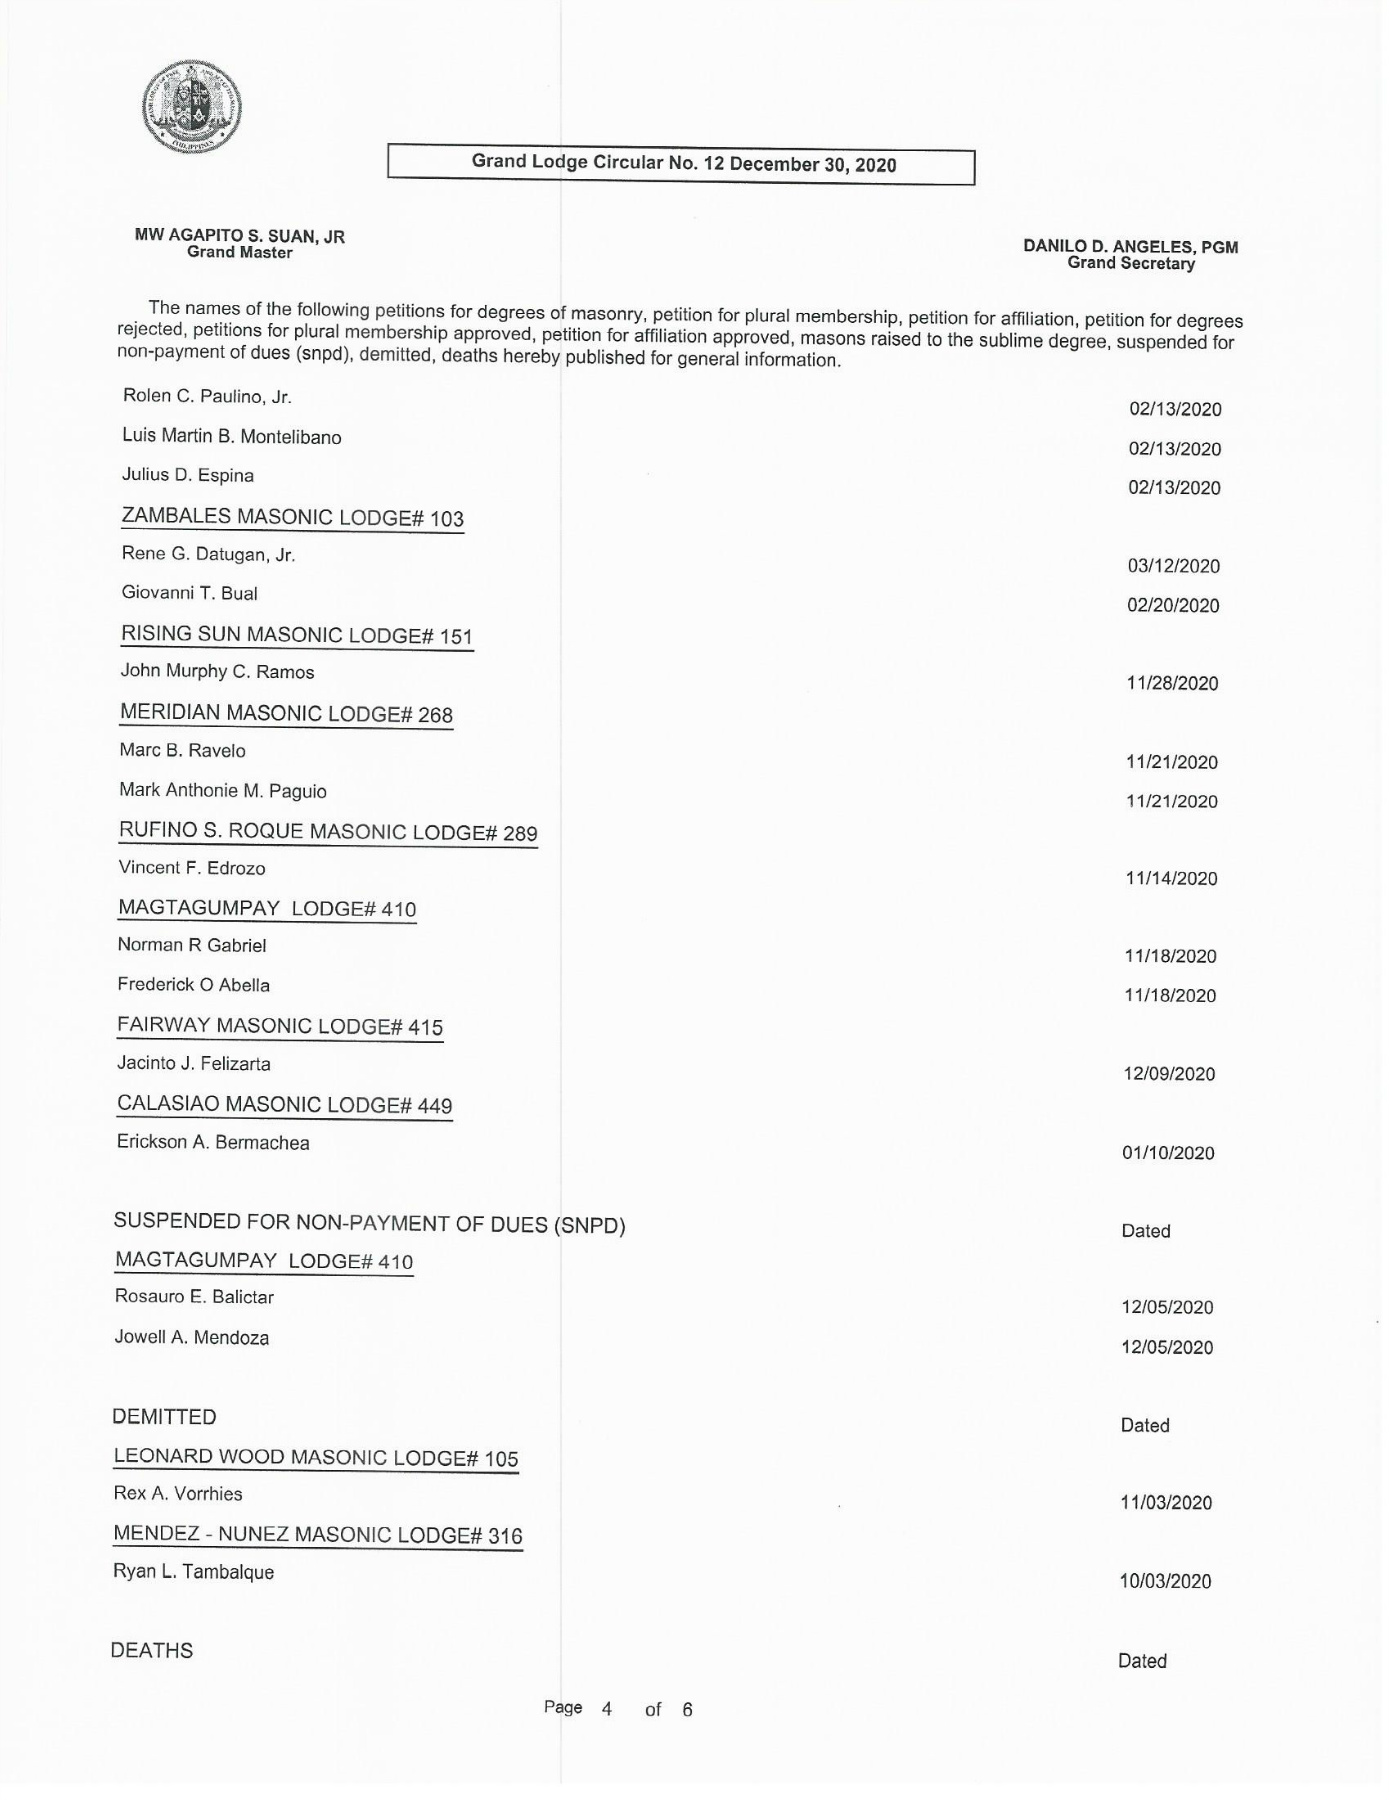 PHILIPPINES
Grand Lodge Circular No. 12 December 30, 2020
MW AGAPITO S. SUAN, JR
Grand Master
DANILO D. ANGELES, PGM
Grand Secretary
The names of the following petitions for degrees of masonry, petition for plural membership, petition for affiliation, petition for degrees
rejected, petitions for plural membership approved, petition for affiliation approved, masons raised to the sublime degree, suspended for
non-payment of dues (snpd), demitted, deaths hereby published for general information.
Rolen C. Paulino, Jr. 02/13/2020
Luis Martin B. Montelibano 02/13/2020
Julius D. Espina 02/13/2020
ZAMBALES MASONIC LODGE# 103
Rene G. Datugan, Jr. 03/12/2020
Giovanni T. Bual 02/20/2020
RISING SUN MASONIC LODGE# 151
John Murphy C. Ramos 11/28/2020
MERIDIAN MASONIC LODGE# 268
Marc B. Ravelo 11/21/2020
Mark Anthonie M. Paguio 11/21/2020
RUFINO S. ROQUE MASONIC LODGE# 289
Vincent F. Edrozo 11/14/2020
MAGTAGUMPAY LODGE# 410
Norman R Gabriel 11/18/2020
Frederick O Abella 11/18/2020
FAIRWAY MASONIC LODGE# 415
Jacinto J. Felizarta 12/09/2020
CALASIAO MASONIC LODGE# 449
Erickson A. Bermachea 01/10/2020
SUSPENDED FOR NON-PAYMENT OF DUES (SNPD) Dated
MAGTAGUMPAY LODGE# 410
Rosauro E. Balictar 12/05/2020
Jowell A. Mendoza 12/05/2020
DEMITTED Dated
LEONARD WOOD MASONIC LODGE# 105
Rex A. Vorrhies 11/03/2020
MENDEZ - NUNEZ MASONIC LODGE# 316
Ryan L. Tambalque 10/03/2020
DEATHS Dated
Page 4 of 6